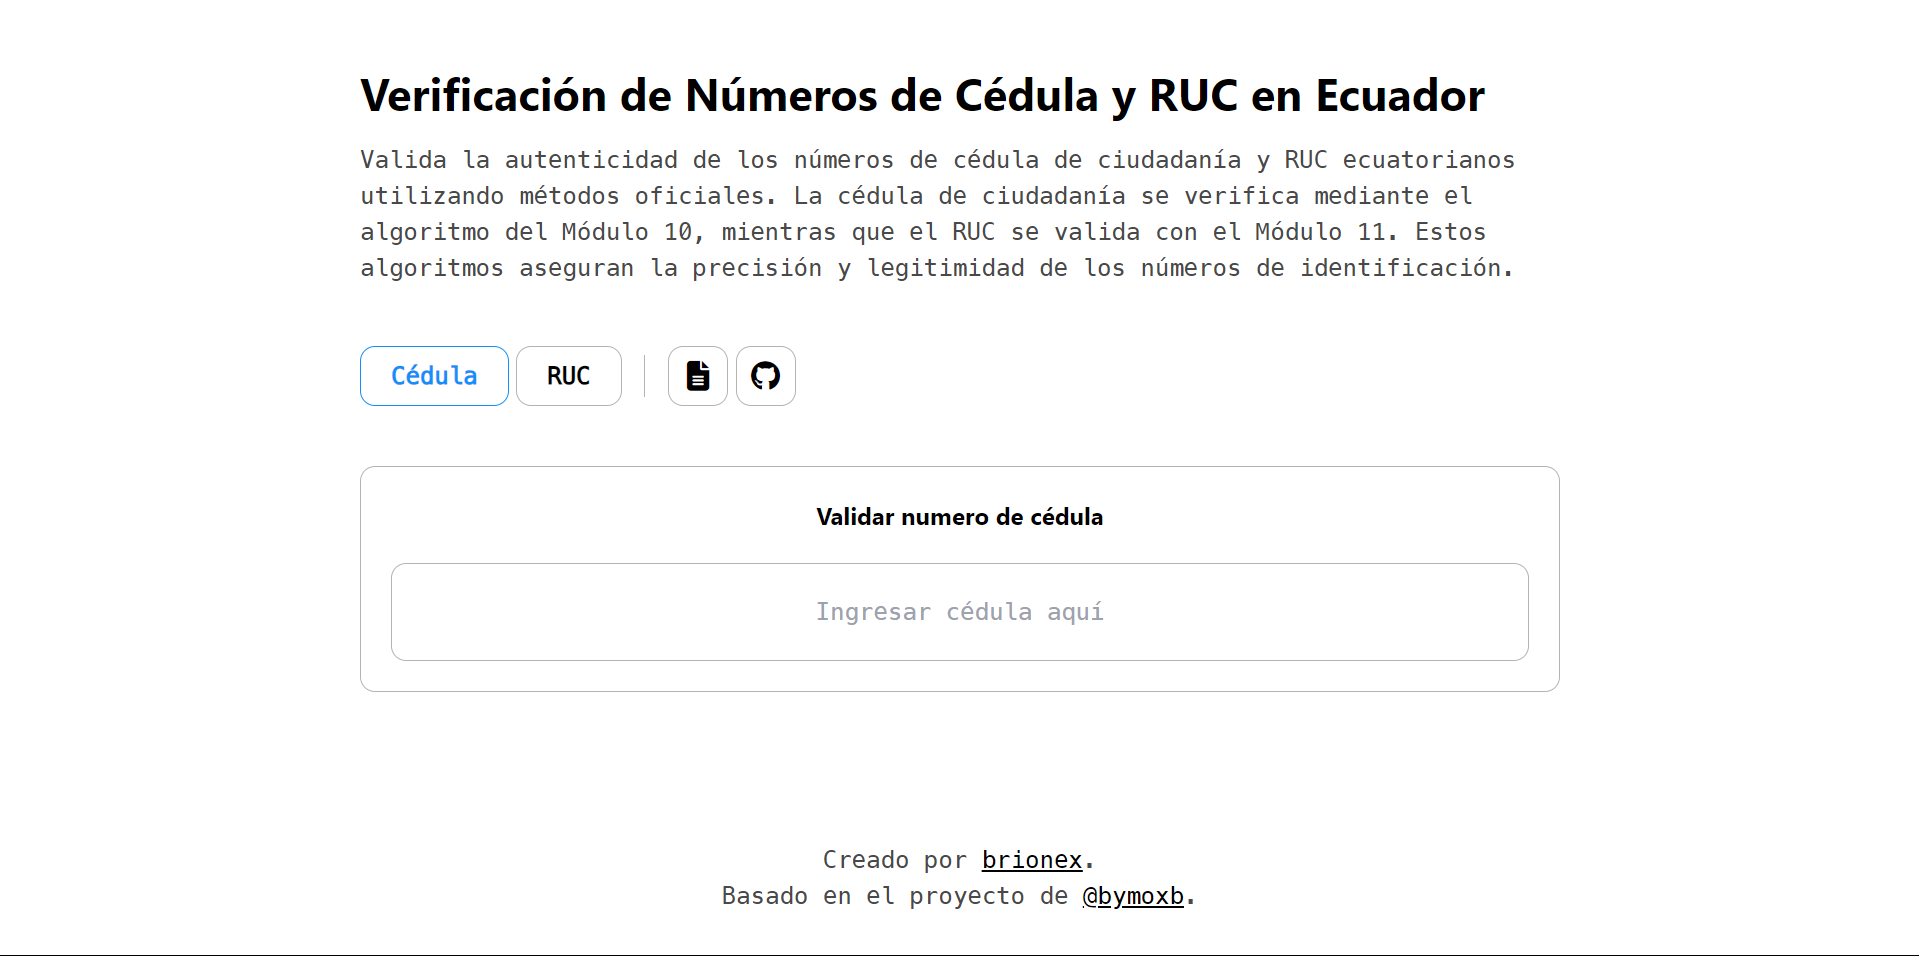 Verificación de Números de Cédula y RUC en Ecuador
Valida la autenticidad de los números de cédula de ciudadanía y RUC ecuatorianos
utilizando métodos oficiales. La cédula de ciudadanía se verifica mediante el
algoritmo del Módulo 10, mientras que el RUC se valida con el Módulo 11. Estos
algoritmos aseguran la precisión y legitimidad de los números de identificación.
Cédula RUC
Validar numero de cédula
Ingresar cédula aquí
Creado por brionex.
Basado en el proyecto de @bymoxb.